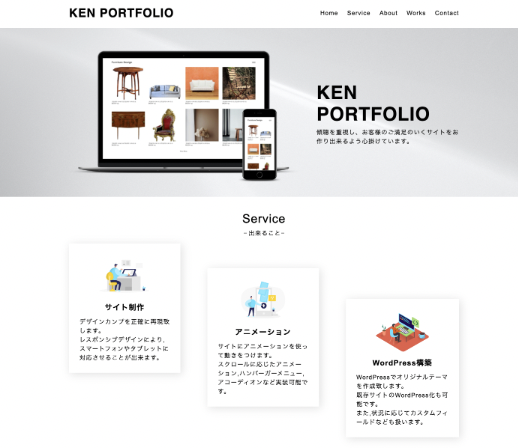 KEN PORTFOLIO
Home Service About Works Contact
KEN
PORTFOLIO
傾聴を重視し、お客様のご満足のいくサイトをお
作り出来るよう心掛けています。
Service
-出来ること-
サイト制作
デザインカンプを正確に再現致
します。
レスポンシブデザインにより、
スマートフォンやタブレットに
対応させることが出来ます。
アニメーション
サイトにアニメーションを使っ
て動きをつけます。
スクロールに応じたアニメー
ション,ハンバーガーメニュー,
アコーディオンなど実装可能で
す。
WordPress構築
WordPressでオリジナルテーマ
を作成致します。
既存サイトのWordPress化も可
能です。
また,状況に応じてカスタムフィ
ールドなども扱います。